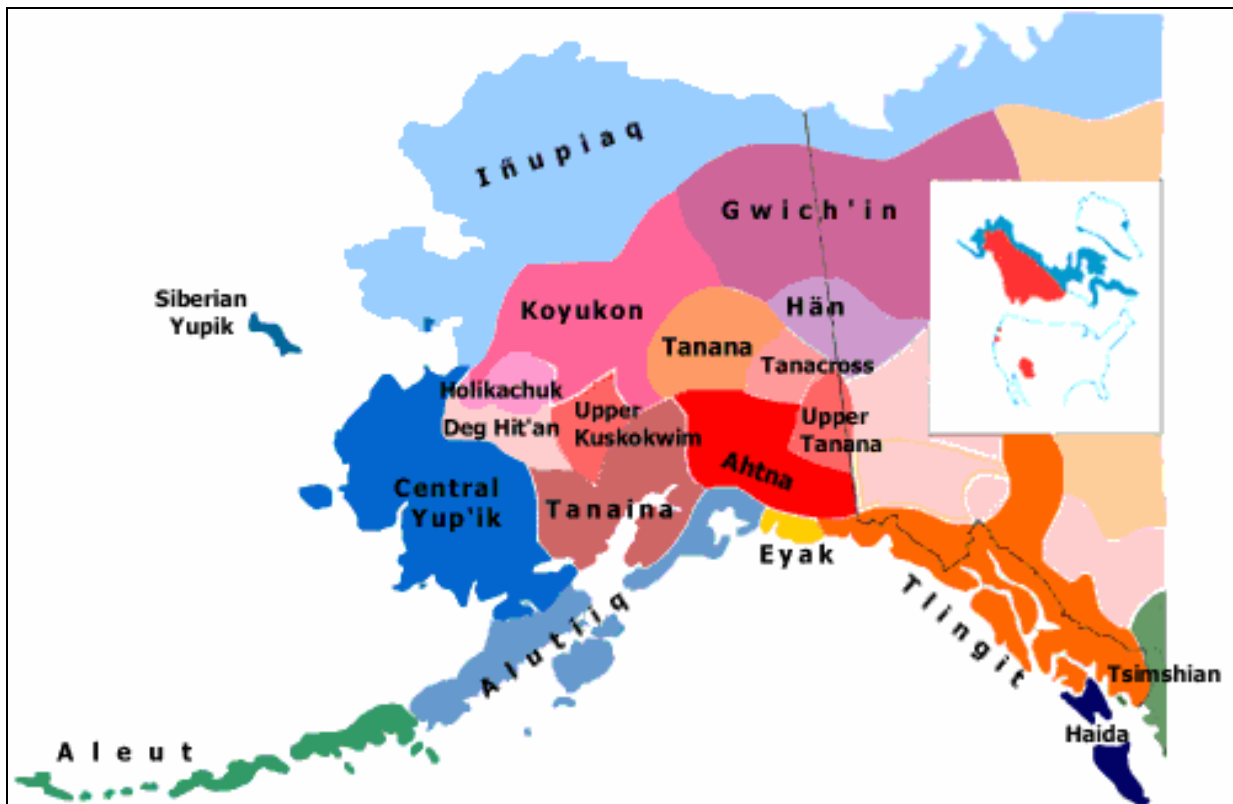 Iñupiaq
Gwich'in
Siberian
Yupik
Koyukon
Hän
Tanana
Tanacross
Holikachuk
Deg Hit'an
Upper
Kuskokwim
Upper
Tanana
Ahtna
Central
Yup'ik
Tanaina
Eyak
Alutiiq
Tlingit
Tsimshian
Haida
Aleut